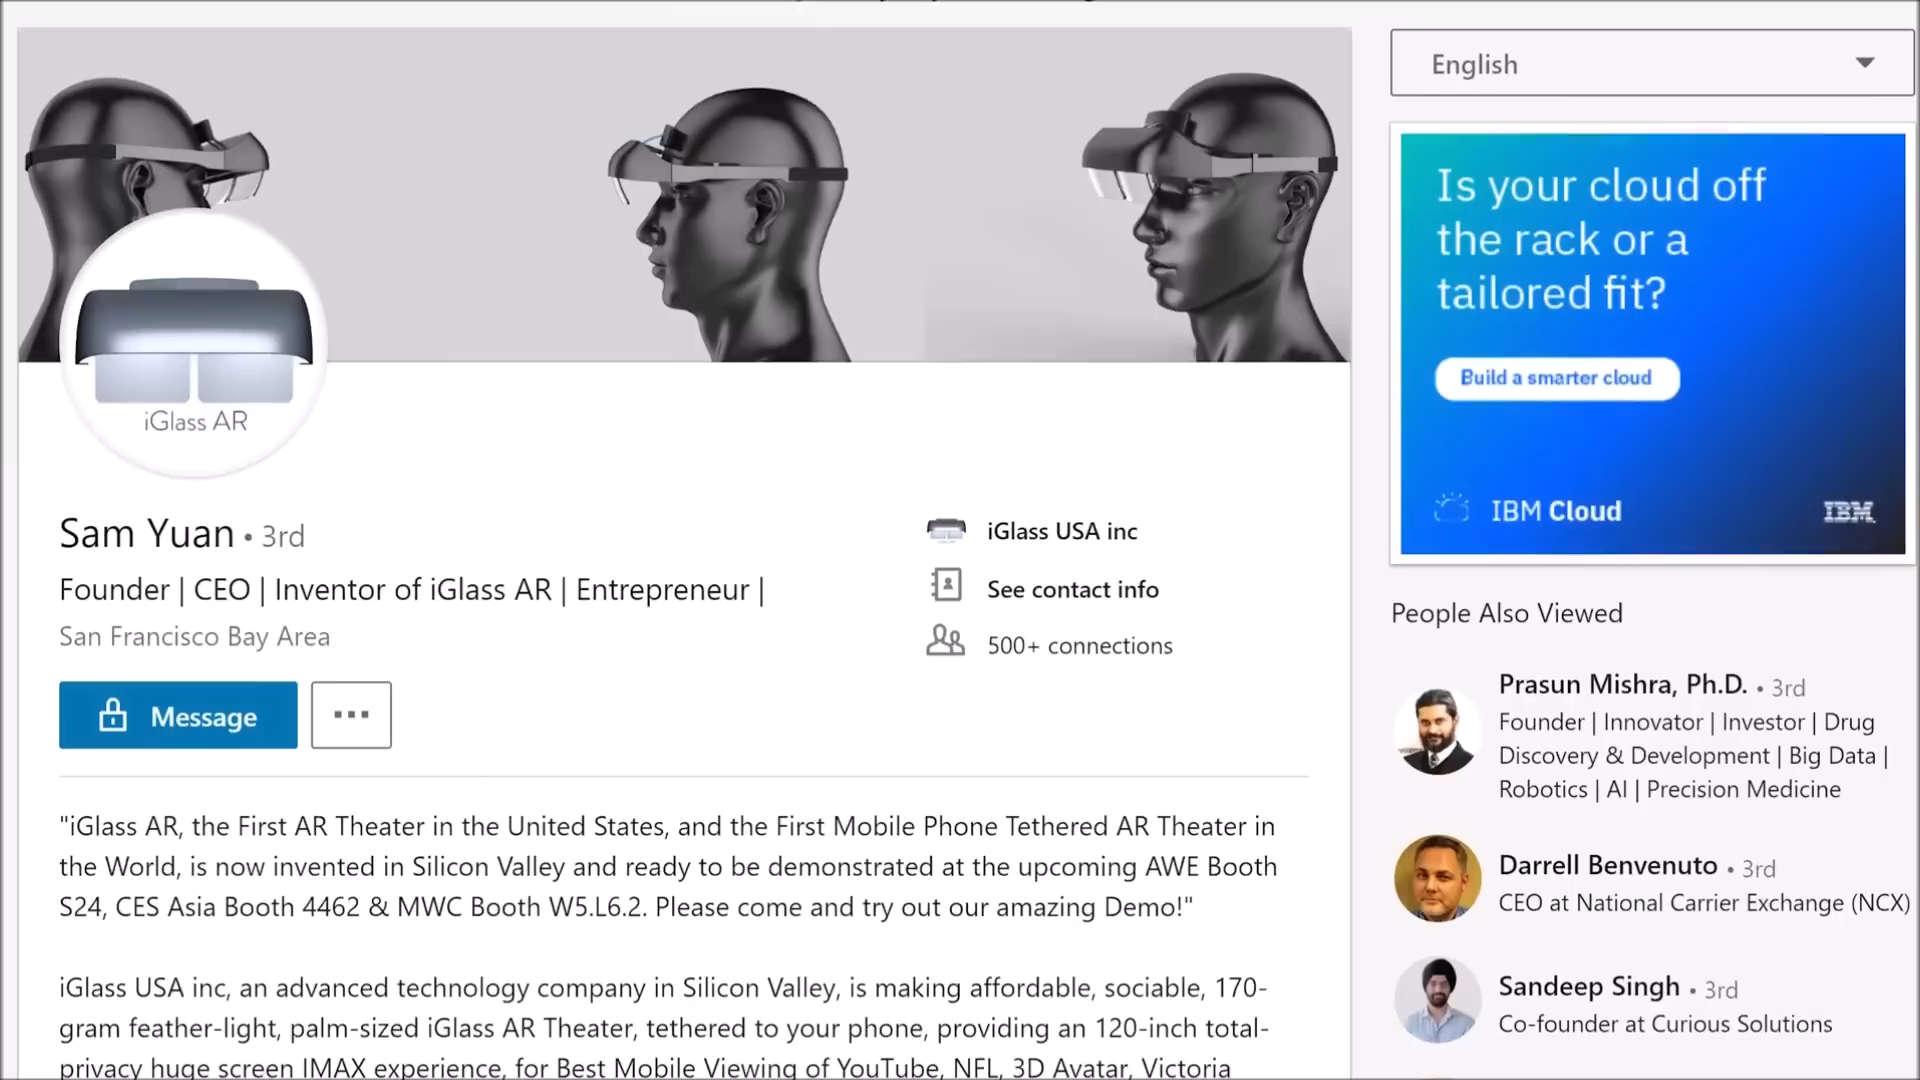 English
Is your cloud off
the rack or a
tailored fit?
Build a smarter cloud
IBM Cloud
IBM
iGlass AR
Sam Yuan • 3rd
Founder | CEO | Inventor of iGlass AR | Entrepreneur |
San Francisco Bay Area
Message
iGlass USA inc
See contact info
500+ connections
"iGlass AR, the First AR Theater in the United States, and the First Mobile Phone Tethered AR Theater in
the World, is now invented in Silicon Valley and ready to be demonstrated at the upcoming AWE Booth
S24, CES Asia Booth 4462 & MWC Booth W5.L6.2. Please come and try out our amazing Demo!"
iGlass USA inc, an advanced technology company in Silicon Valley, is making affordable, sociable, 170-
gram feather-light, palm-sized iGlass AR Theater, tethered to your phone, providing an 120-inch total-
privacy huge screen IMAX experience, for Best Mobile Viewing of YouTube, NFL, 3D Avatar, Victoria
People Also Viewed
Prasun Mishra, Ph.D. • 3rd
Founder | Innovator | Investor | Drug
Discovery & Development | Big Data |
Robotics | AI | Precision Medicine
Darrell Benvenuto • 3rd
CEO at National Carrier Exchange (NCX)
Sandeep Singh • 3rd
Co-founder at Curious Solutions